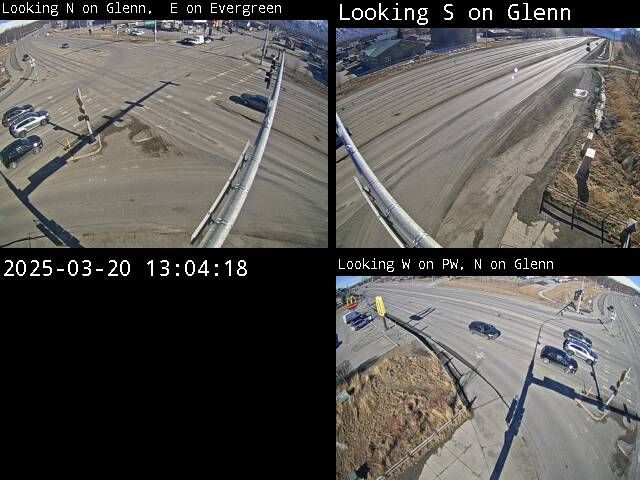 Looking N on Glenn,  E on Evergreen
Looking S on Glenn
2025-03-20 13:04:18
Looking W on PW, N on Glenn